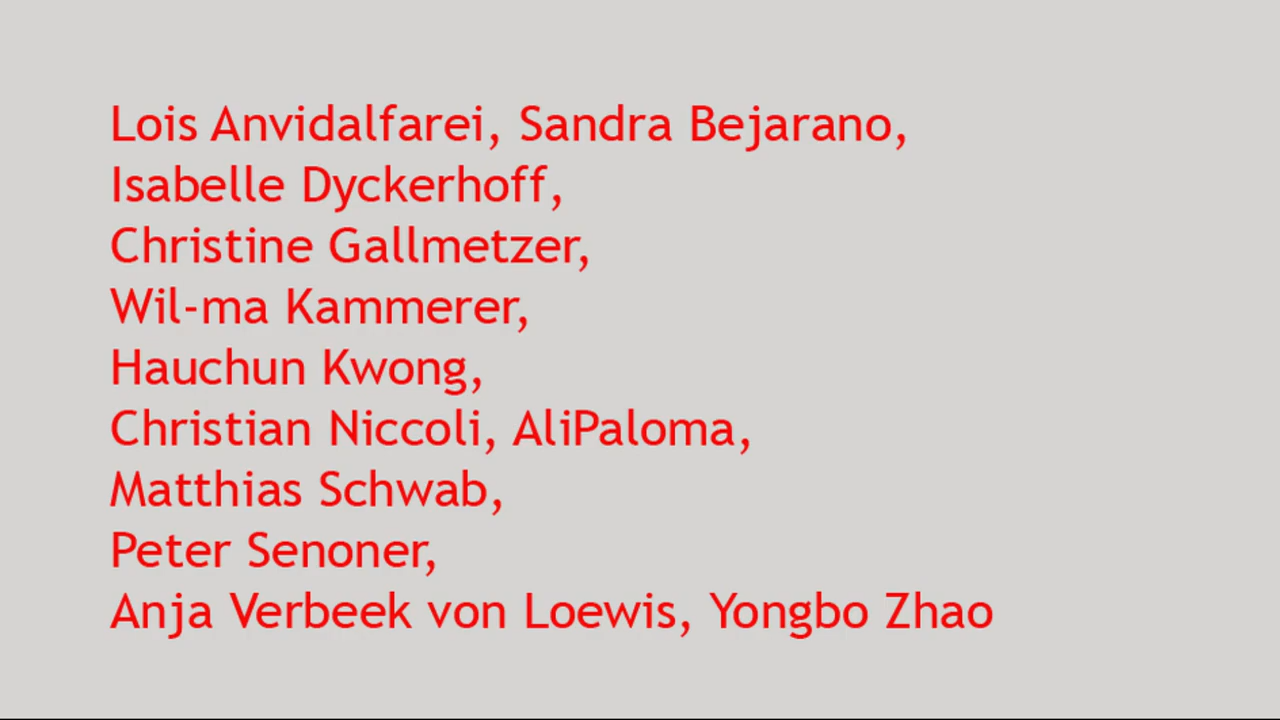 Lois Anvidalfarei, Sandra Bejarano,
Isabelle Dyckerhoff,
Christine Gallmetzer,
Wil-ma Kammerer,
Hauchun Kwong,
Christian Niccoli, AliPaloma,
Matthias Schwab,
Peter Senoner,
Anja Verbeek von Loewis, Yongbo Zhao